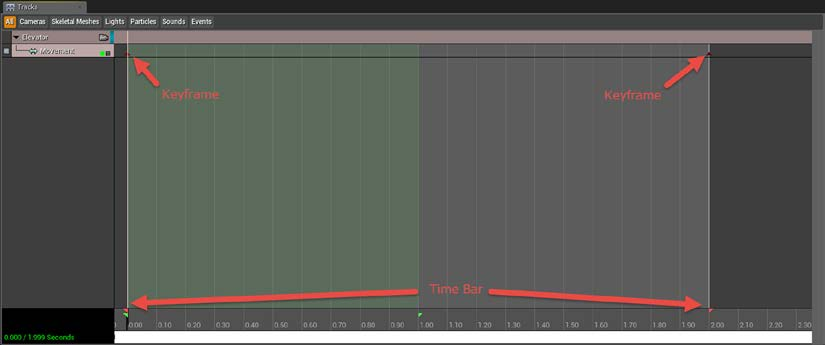 Tracks
All Cameras Skeletal Meshes Lights Particles Sounds Events
Elevator
Movement
Keyframe Keyframe
Time Bar
0.00 0.10 0.20 0.30 0.40 0.50 0.60 0.70 0.80 0.90 1.00 1.10 1.20 1.30 1.40 1.50 1.60 1.70 1.80 1.90 2.00 2.10 2.20 2.30
0.000 / 1.999 Seconds